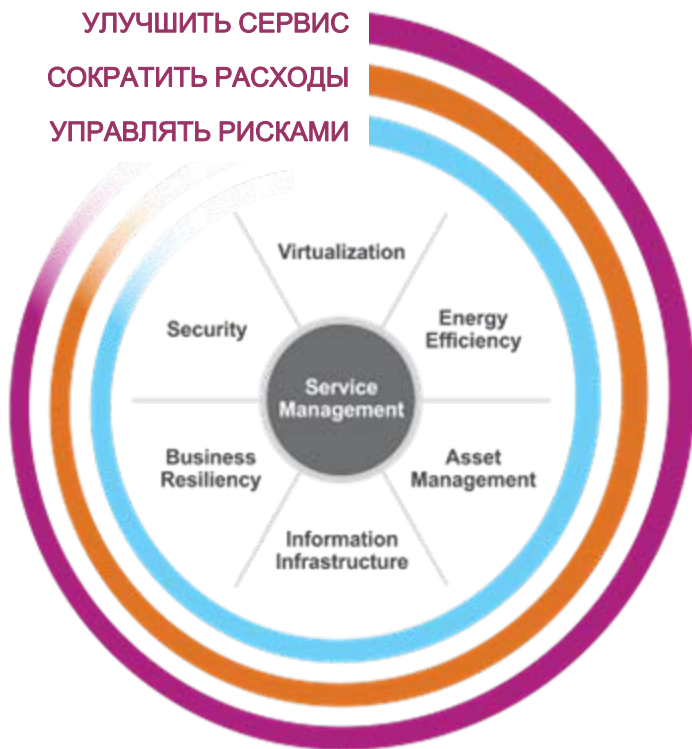 УЛУЧШИТЬ СЕРВИС
СОКРАТИТЬ РАСХОДЫ
УПРАВЛЯТЬ РИСКАМИ
Virtualization
Security
Energy
Efficiency
Service
Management
Business
Resiliency
Asset
Management
Information
Infrastructure